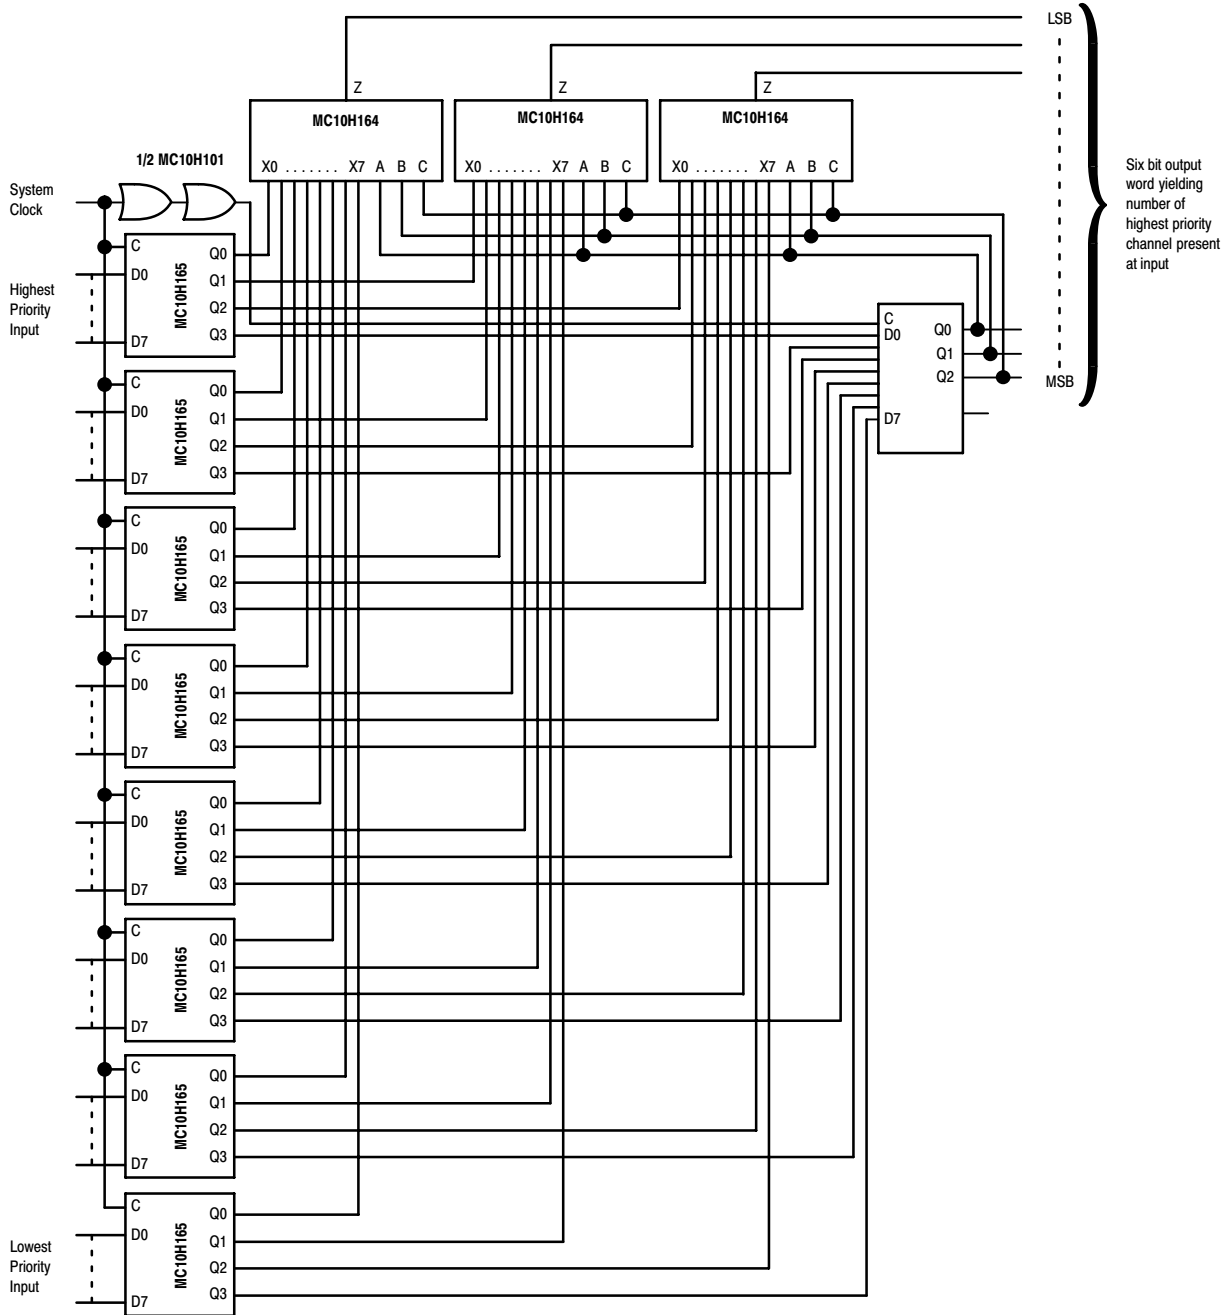 LSB
Z
Z
Z
MC10H164
MC10H164
MC10H164
1/2 MC10H101
X0 . . . . . . . X7 A B C
X0 . . . . . . . X7 A B C
X0 . . . . . . . X7 A B C
System
Clock
Six bit output
word yielding
number of
highest priority
channel present
at input
C
D0
D7
MC10H165
Q0
Q1
Q2
Q3
Highest
Priority
Input
C
D0
D7
Q0
Q1
Q2
MSB
C
D0
D7
MC10H165
Q0
Q1
Q2
Q3
C
D0
D7
MC10H165
Q0
Q1
Q2
Q3
C
D0
D7
MC10H165
Q0
Q1
Q2
Q3
C
D0
D7
MC10H165
Q0
Q1
Q2
Q3
C
D0
D7
MC10H165
Q0
Q1
Q2
Q3
C
D0
D7
MC10H165
Q0
Q1
Q2
Q3
C
D0
D7
MC10H165
Q0
Q1
Q2
Q3
Lowest
Priority
Input